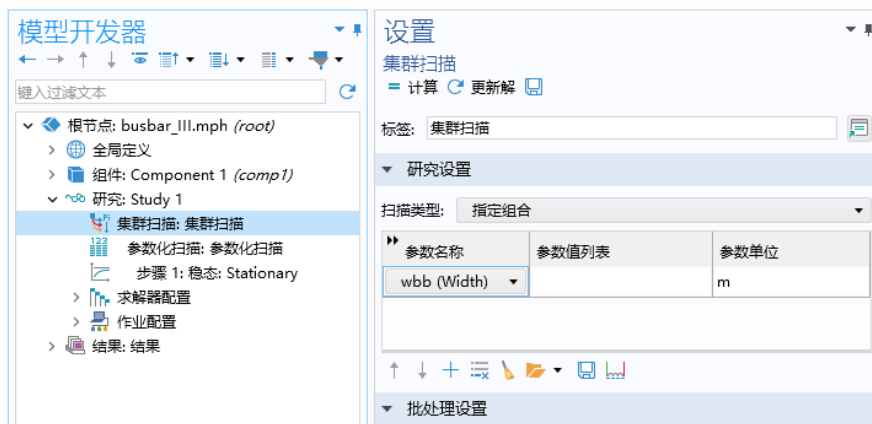 模型开发器
键入过滤文本
根节点: busbar_III.mph (root)
全局定义
组件: Component 1 (comp1)
研究: Study 1
集群扫描: 集群扫描
参数化扫描: 参数化扫描
步骤 1: 稳态: Stationary
求解器配置
作业配置
结果: 结果
设置
集群扫描
= 计算 更新解
标签: 集群扫描
研究设置
扫描类型: 指定组合
参数名称 参数值列表 参数单位
wbb (Width) m
批处理设置